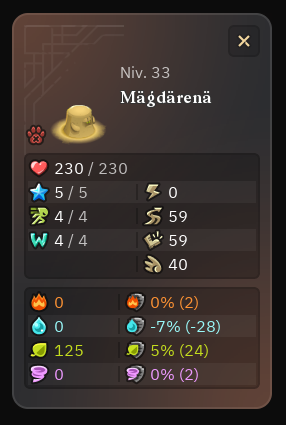 Niv. 33
Mäġdärenä
230 / 230
5 / 5 0
4 / 4 59
4 / 4 59
40
0 0% (2)
0 -7% (-28)
125 5% (24)
0 0% (2)